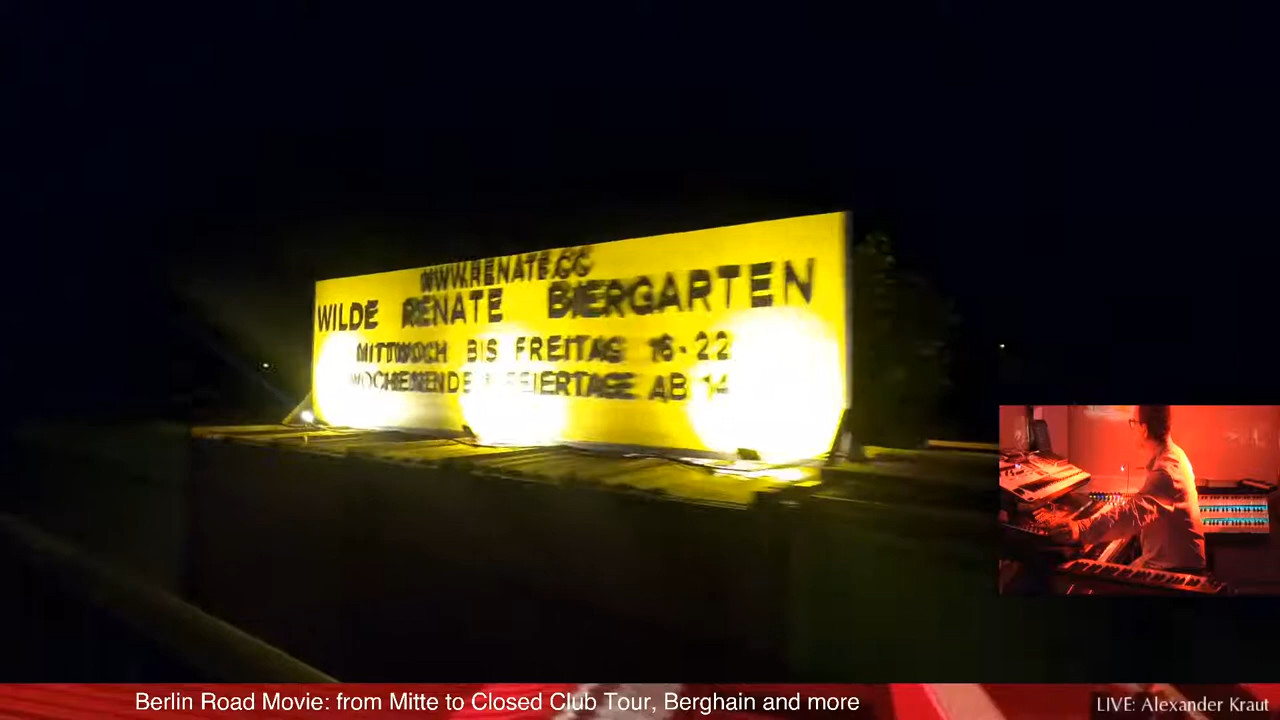 WWW.RENATE.CC
WILDE RENATE BIERGARTEN
MITTWOCH BIS FREITAG 16-22
WOCHENENDE FEIERTAGE AB 14
Berlin Road Movie: from Mitte to Closed Club Tour, Berghain and more
LIVE: Alexander Kraut